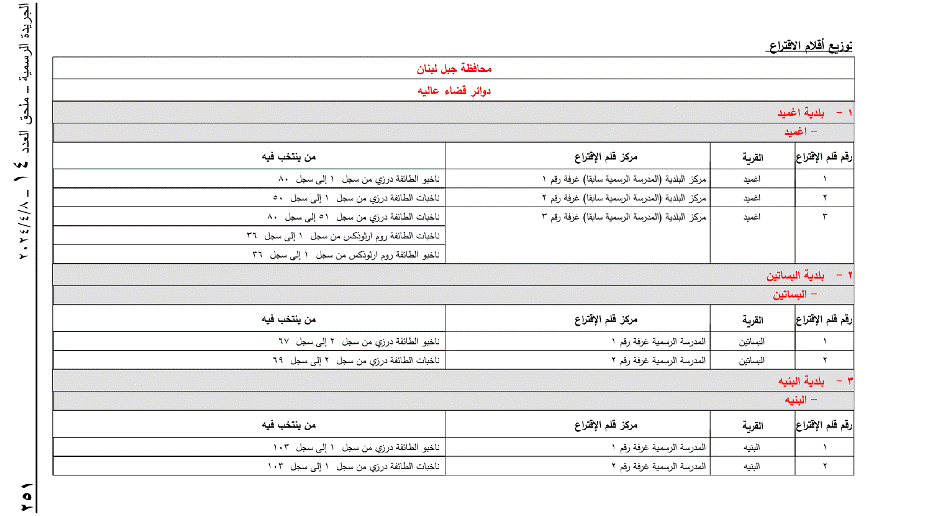 الجريدة الرسمية – ملحق العدد ١٤ – ٢٠٢٤/٤/٨
٢٥١
توزيع أقلام الاقتراع
محافظة جبل لبنان
دوائر قضاء عاليه
١ - بلدية اغميد
- اغميد
رقم قلم الإقتراع القرية مركز قلم الإقتراع من ينتخب فيه
١ اغميد مركز البلدية (المدرسة الرسمية سابقا) غرفة رقم ١ ناخبو الطائفة درزي من سجل ١ إلى سجل ٨٠
٢ اغميد مركز البلدية (المدرسة الرسمية سابقا) غرفة رقم ٢ ناخبات الطائفة درزي من سجل ١ إلى سجل ٥٠
٣ اغميد مركز البلدية (المدرسة الرسمية سابقا) غرفة رقم ٣ ناخبات الطائفة درزي من سجل ٥١ إلى سجل ٨٠
ناخبات الطائفة روم ارثوذكس من سجل ١ إلى سجل ٣٦
ناخبو الطائفة روم ارثوذكس من سجل ١ إلى سجل ٣٦
٢ - بلدية البساتين
- البساتين
رقم قلم الإقتراع القرية مركز قلم الإقتراع من ينتخب فيه
١ البساتين المدرسة الرسمية غرفة رقم ١ ناخبو الطائفة درزي من سجل ٢ إلى سجل ٦٧
٢ البساتين المدرسة الرسمية غرفة رقم ٢ ناخبات الطائفة درزي من سجل ٢ إلى سجل ٦٩
٣ - بلدية البنيه
- البنيه
رقم قلم الإقتراع القرية مركز قلم الإقتراع من ينتخب فيه
١ البنيه المدرسة الرسمية غرفة رقم ١ ناخبو الطائفة درزي من سجل ١ إلى سجل ١٠٣
٢ البنيه المدرسة الرسمية غرفة رقم ٢ ناخبات الطائفة درزي من سجل ١ إلى سجل ١٠٣